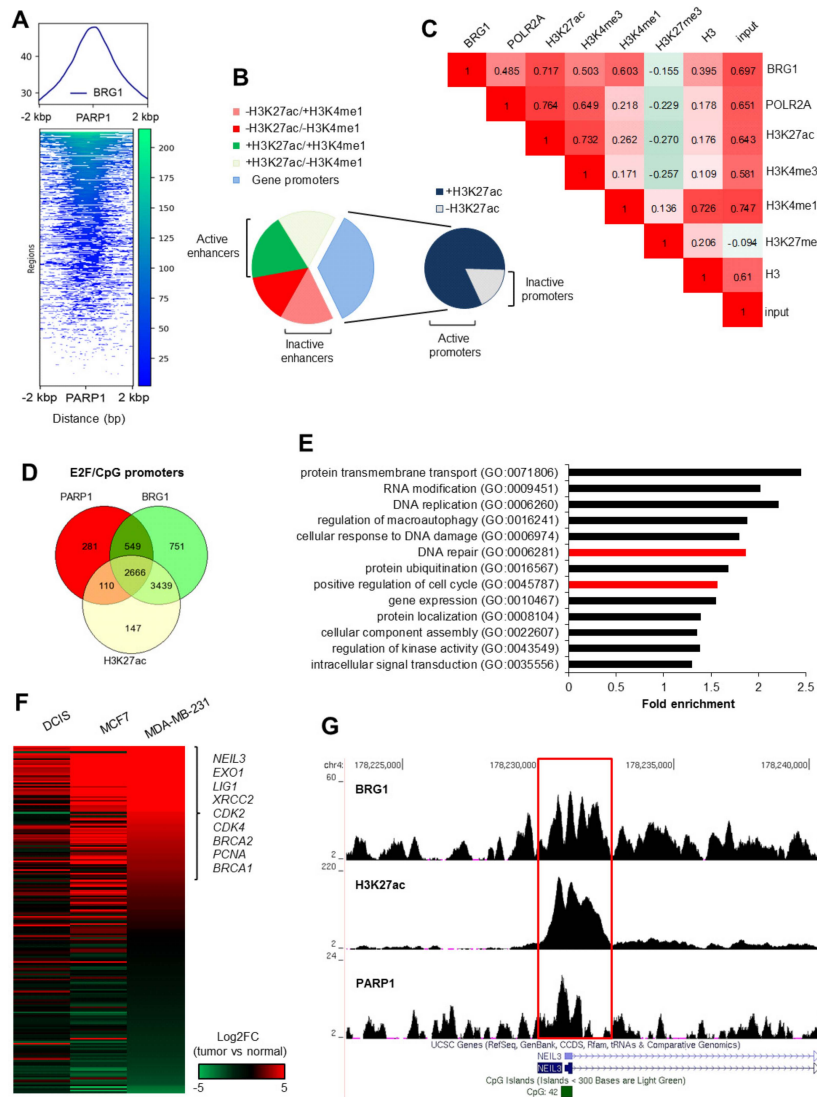 A
40
30
BRG1
-2 kbp PARP1 2 kbp
200
175
150
125
100
75
50
25
Regions
-2 kbp PARP1 2 kbp
Distance (bp)
B
-H3K27ac/+H3K4me1
-H3K27ac/-H3K4me1
+H3K27ac/+H3K4me1
+H3K27ac/-H3K4me1
Gene promoters
+H3K27ac
-H3K27ac
Active
enhancers
Inactive
enhancers
Inactive
promoters
Active
promoters
C
BRG1 POLR2A H3K27ac H3K4me3 H3K4me1 H3K27me3 H3 input
1 0.485 0.717 0.503 0.603 -0.155 0.395 0.697 BRG1
1 0.764 0.649 0.218 -0.229 0.178 0.651 POLR2A
1 0.732 0.262 -0.270 0.176 0.643 H3K27ac
1 0.171 -0.257 0.109 0.581 H3K4me3
1 0.136 0.726 0.747 H3K4me1
1 0.206 -0.094 H3K27me
1 0.61 H3
1 input
D
E2F/CpG promoters
PARP1 BRG1
281 549 751
2666
110 3439
147
H3K27ac
E
protein transmembrane transport (GO:0071806)
RNA modification (GO:0009451)
DNA replication (GO:0006260)
regulation of macroautophagy (GO:0016241)
cellular response to DNA damage (GO:0006974)
DNA repair (GO:0006281)
protein ubiquitination (GO:0016567)
positive regulation of cell cycle (GO:0045787)
gene expression (GO:0010467)
protein localization (GO:0008104)
cellular component assembly (GO:0022607)
regulation of kinase activity (GO:0043549)
intracellular signal transduction (GO:0035556)
0 0.5 1 1.5 2 2.5
Fold enrichment
F
DCIS MCF7 MDA-MB-231
NEIL3
EXO1
LIG1
XRCC2
CDK2
CDK4
BRCA2
PCNA
BRCA1
Log2FC
(tumor vs normal)
-5 5
G
chr4: 178,225,000 178,230,000 178,235,000 178,240,000
60
BRG1
2
220
H3K27ac
2
24
PARP1
2
UCSC Genes (RefSeq, GenBank, CCDS, Rfam, tRNAs & Comparative Genomics)
NEIL3
NEIL3
CpG Islands (Islands < 300 Bases are Light Green)
CpG: 42